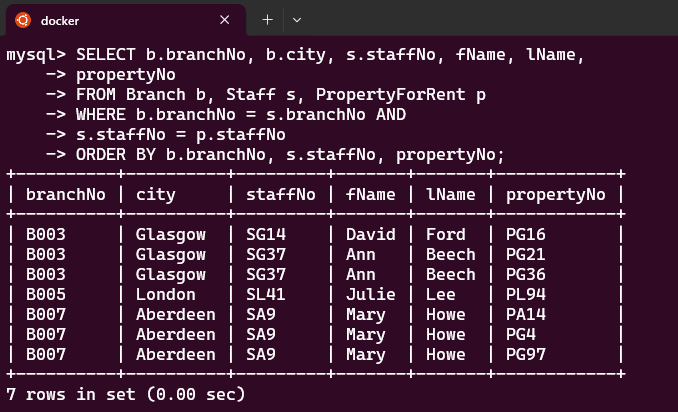 docker
mysql> SELECT b.branchNo, b.city, s.staffNo, fName, lName,
    -> propertyNo
    -> FROM Branch b, Staff s, PropertyForRent p
    -> WHERE b.branchNo = s.branchNo AND
    -> s.staffNo = p.staffNo
    -> ORDER BY b.branchNo, s.staffNo, propertyNo;
+----------+----------+---------+-------+-------+------------+
| branchNo | city     | staffNo | fName | lName | propertyNo |
+----------+----------+---------+-------+-------+------------+
| B003     | Glasgow  | SG14    | David | Ford  | PG16       |
| B003     | Glasgow  | SG37    | Ann   | Beech | PG21       |
| B003     | Glasgow  | SG37    | Ann   | Beech | PG36       |
| B005     | London   | SL41    | Julie | Lee   | PL94       |
| B007     | Aberdeen | SA9     | Mary  | Howe  | PA14       |
| B007     | Aberdeen | SA9     | Mary  | Howe  | PG4        |
| B007     | Aberdeen | SA9     | Mary  | Howe  | PG97       |
+----------+----------+---------+-------+-------+------------+
7 rows in set (0.00 sec)